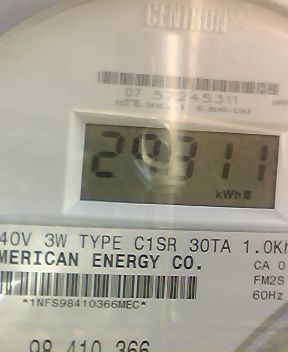 CENTRON
07 57245311
29311
kWh
40V 3W TYPE C1SR 30TA 1.0K
MERICAN ENERGY CO.
CA 0
FM2S
*1NFS98410366MEC*
60Hz
98 410 366